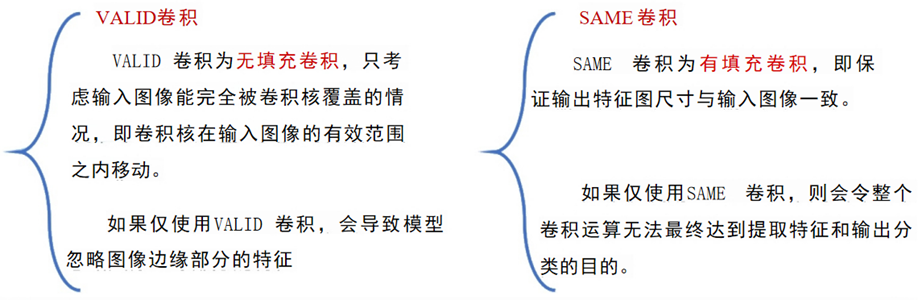 VALID卷积
VALID 卷积为无填充卷积，只考
虑输入图像能完全被卷积核覆盖的情
况，即卷积核在输入图像的有效范围
之内移动。
如果仅使用VALID 卷积，会导致模型
忽略图像边缘部分的特征
SAME 卷积
SAME 卷积为有填充卷积，即保
证输出特征图尺寸与输入图像一致。
如果仅使用SAME 卷积，则会令整个
卷积运算无法最终达到提取特征和输出分
类的目的。